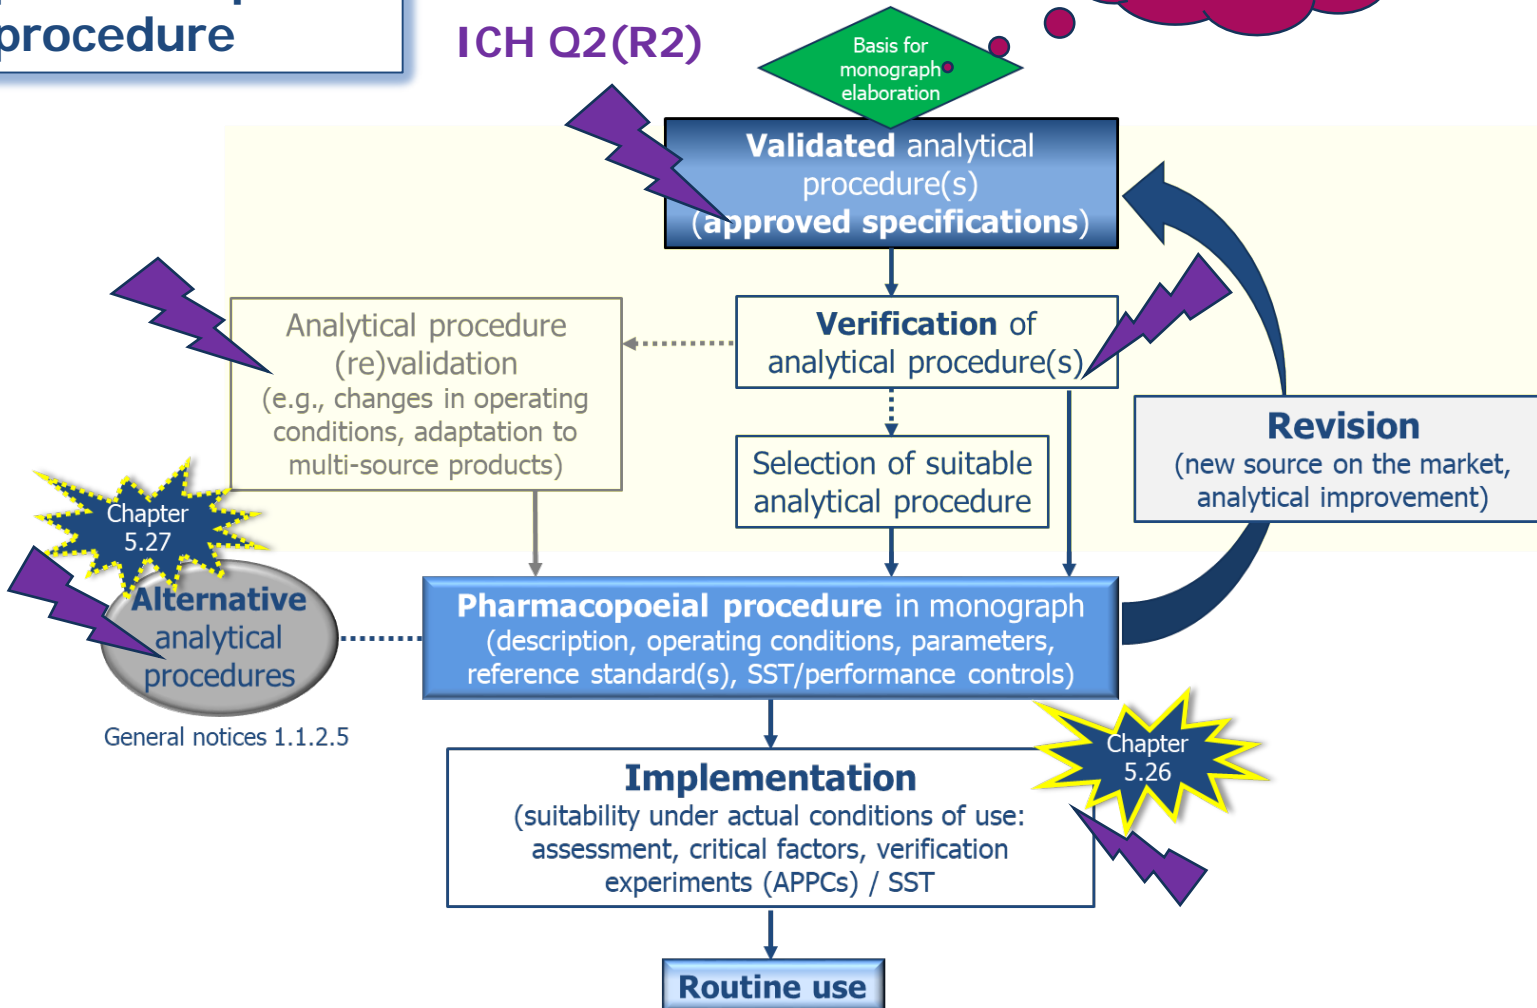 procedure
ICH Q2(R2)
Basis for
monograph
elaboration
Validated analytical
procedure(s)
(approved specifications)
Analytical procedure
(re)validation
(e.g., changes in operating
conditions, adaptation to
multi-source products)
Verification of
analytical procedure(s)
Selection of suitable
analytical procedure
Revision
(new source on the market,
analytical improvement)
Chapter
5.27
Alternative
analytical
procedures
General notices 1.1.2.5
Pharmacopoeial procedure in monograph
(description, operating conditions, parameters,
reference standard(s), SST/performance controls)
Chapter
5.26
Implementation
(suitability under actual conditions of use:
assessment, critical factors, verification
experiments (APPCs) / SST
Routine use